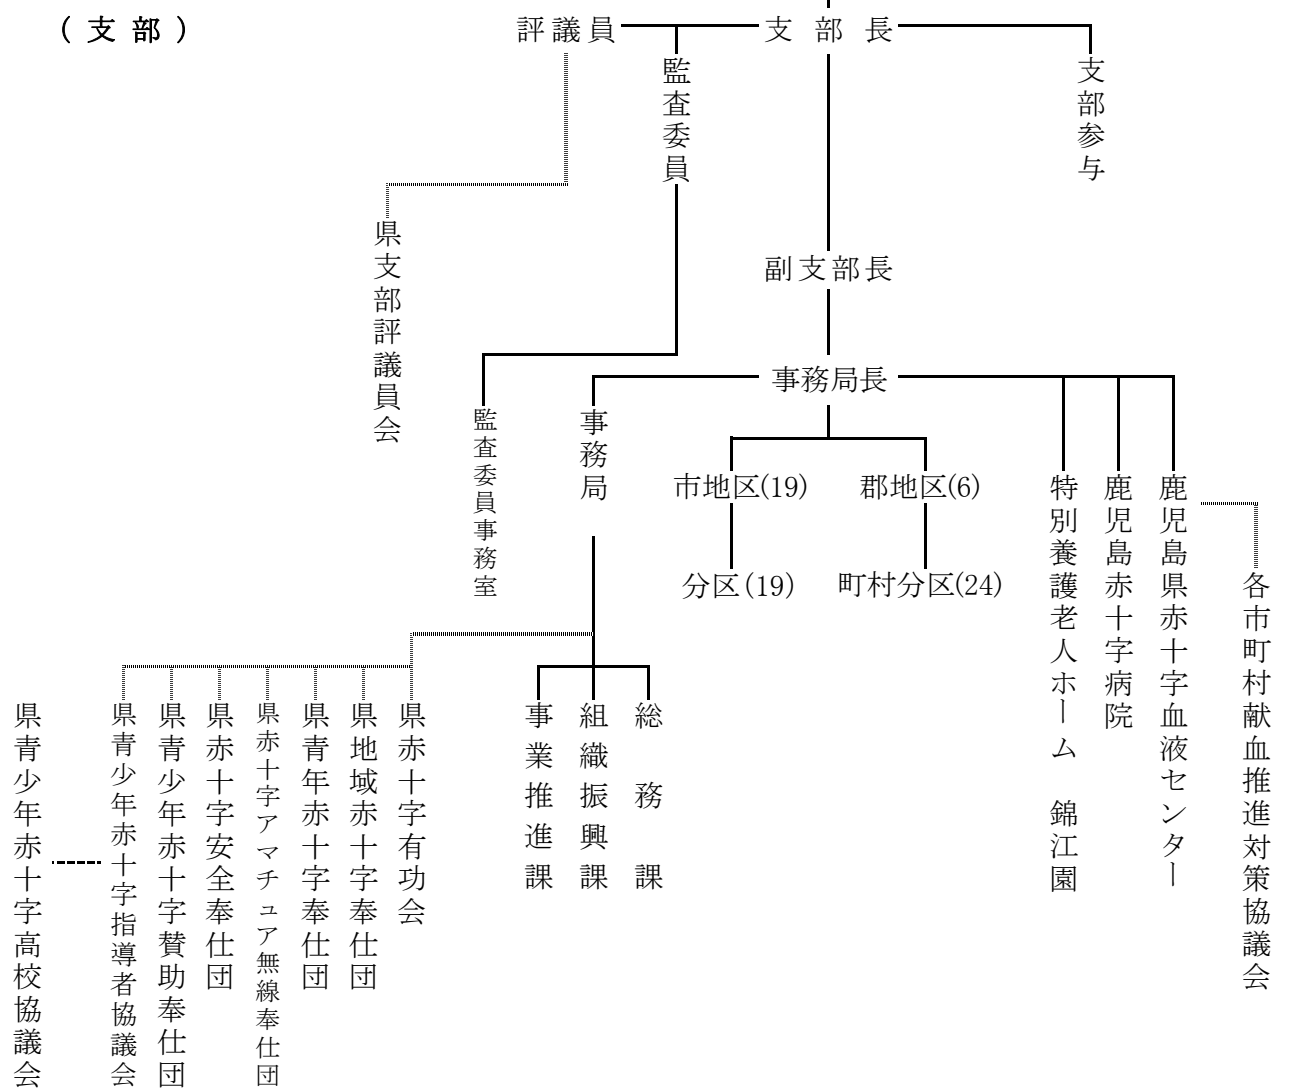 (支部)
評議員
支部長
監査委員
支部参与
県支部評議員会
副支部長
事務局長
監査委員事務室
事務局
市地区(19)
郡地区(6)
分区(19)
町村分区(24)
特別養護老人ホーム　錦江園
鹿児島赤十字病院
鹿児島県赤十字血液センター
各市町村献血推進対策協議会
県青少年赤十字高校協議会
県青少年赤十字指導者協議会
県青少年赤十字賛助奉仕団
県赤十字安全奉仕団
県赤十字アマチュア無線奉仕団
県青年赤十字奉仕団
県地域赤十字奉仕団
県赤十字有功会
事業推進課
組織振興課
総務課